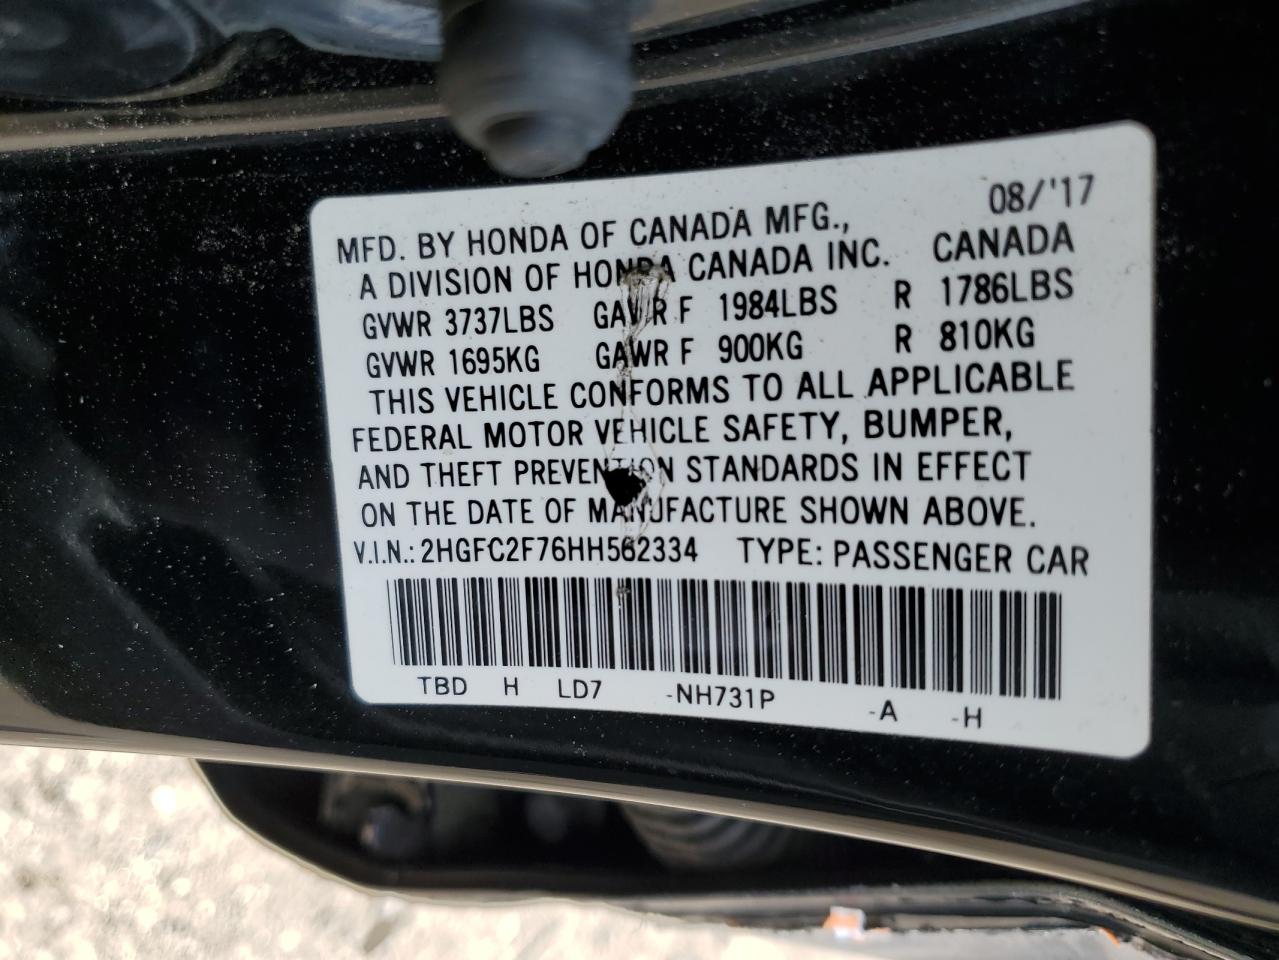 08/'17
MFD. BY HONDA OF CANADA MFG.,
A DIVISION OF HONDA CANADA INC. CANADA
GVWR 3737LBS GAWR F 1984LBS R 1786LBS
GVWR 1695KG GAWR F 900KG R 810KG
THIS VEHICLE CONFORMS TO ALL APPLICABLE
FEDERAL MOTOR VEHICLE SAFETY, BUMPER,
AND THEFT PREVENTION STANDARDS IN EFFECT
ON THE DATE OF MANUFACTURE SHOWN ABOVE.
V.I.N.: 2HGFC2F76HH562334 TYPE: PASSENGER CAR
TBD H LD7 -NH731P -A -H